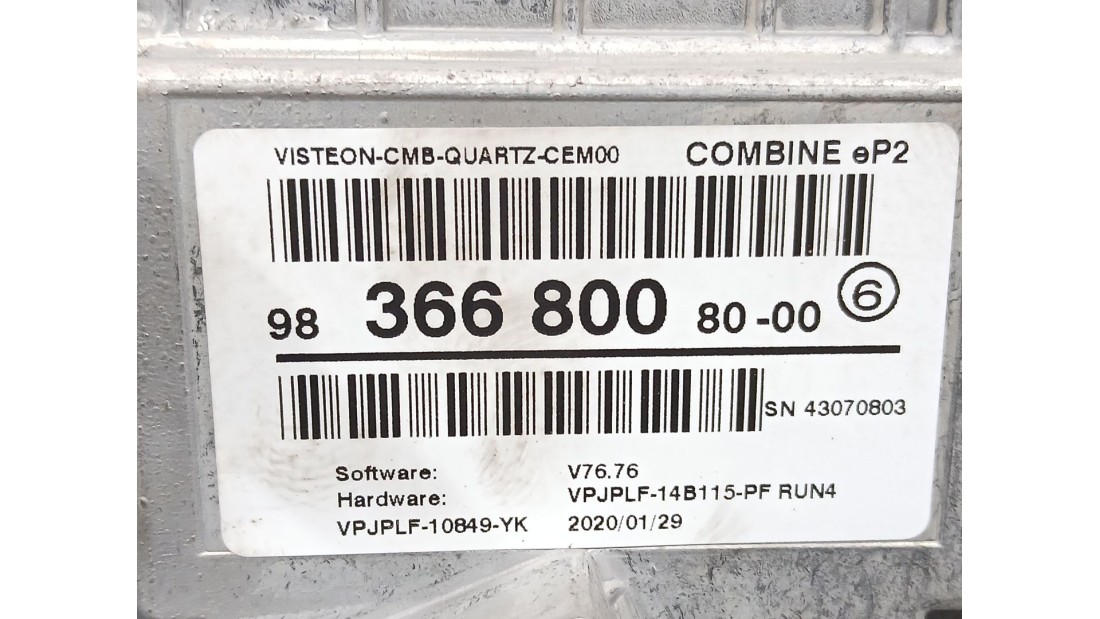 VISTEON-CMB-QUARTZ-CEM00 COMBINE eP2
98 366 800 80-00 6
SN 43070803
Software: V76.76
Hardware: VPJPLF-14B115-PF RUN4
VPJPLF-10849-YK 2020/01/29